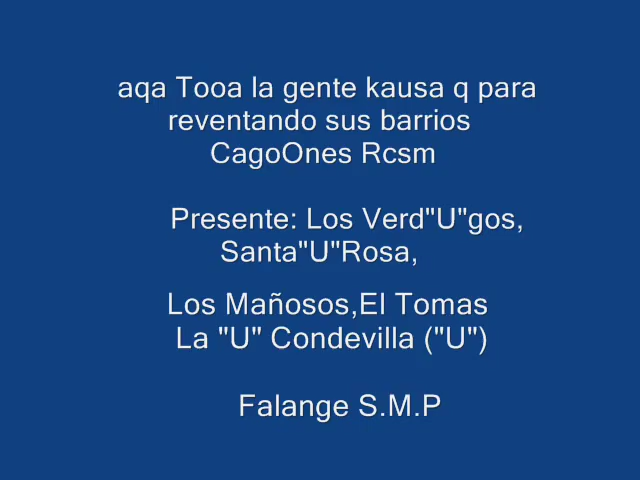 aqa Tooa la gente kausa q para
reventando sus barrios
CagoOnes Rcsm
Presente: Los Verd"U"gos,
Santa"U"Rosa,
Los Mañosos,El Tomas
La "U" Condevilla ("U")
Falange S.M.P